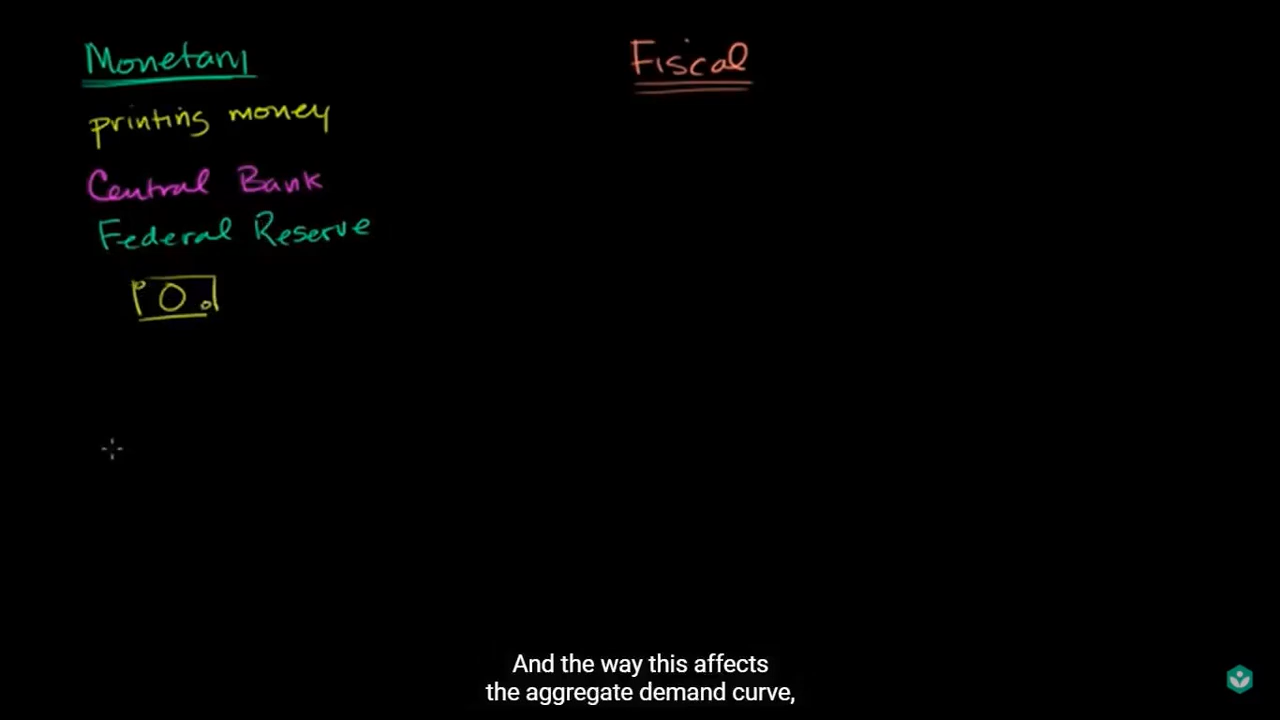 Monetary
Fiscal
printing money
Central Bank
Federal Reserve
And the way this affects
the aggregate demand curve,